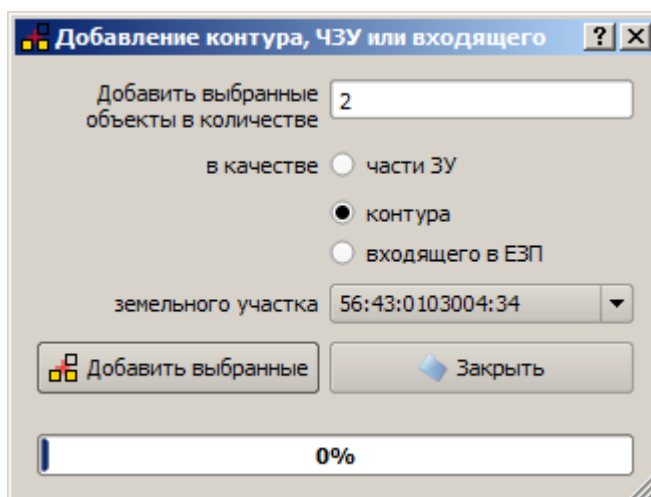 Добавление контура, ЧЗУ или входящего
Добавить выбранные
объекты в количестве
2
в качестве
части ЗУ
контура
входящего в ЕЗП
земельного участка
56:43:0103004:34
Добавить выбранные
Закрыть
0%